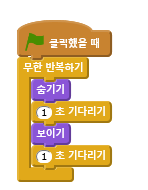 클릭했을 때
무한 반복하기
숨기기
1 초 기다리기
보이기
1 초 기다리기